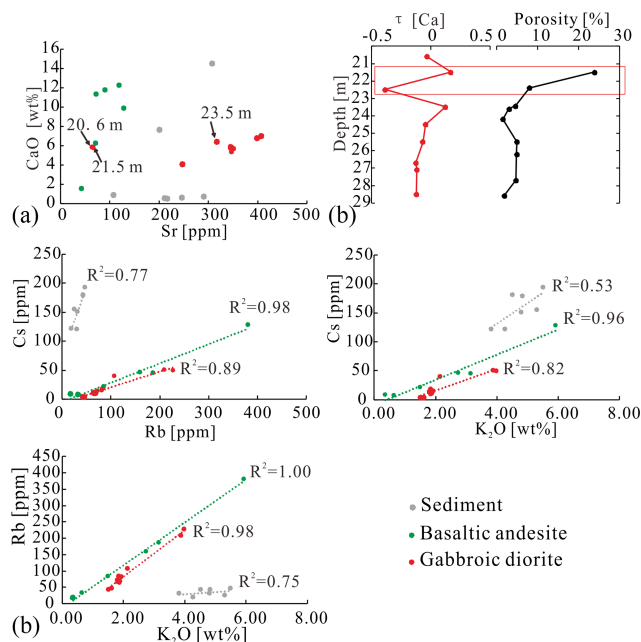 CaO [wt%]
16
14
12
10
8
6
4
2
0
20. 6 m
21.5 m
23.5 m
0 100 200 300 400 500
Sr [ppm]
(a)
τ [Ca]
-0.5 0 0.5
Porosity [%]
0 10 20 30
Depth [m]
21
22
23
24
25
26
27
28
29
(b)
Cs [ppm]
250
200
150
100
50
0
R²=0.77
R²=0.98
R²=0.89
0 100 200 300 400 500
Rb [ppm]
Cs [ppm]
250
200
150
100
50
0
R²=0.53
R²=0.96
R²=0.82
0.00 2.00 4.00 6.00 8.00
K₂O [wt%]
Rb [ppm]
450
400
350
300
250
200
150
100
50
0
R²=1.00
R²=0.98
R²=0.75
0.00 2.00 4.00 6.00 8.00
K₂O [wt%]
(b)
Sediment
Basaltic andesite
Gabbroic diorite